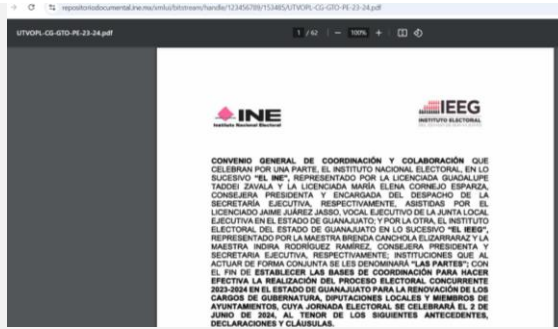 repositoriodocumental.ine.mx/xmlui/bitstream/handle/123456789/153485/UTVOPL-CG-GTO-PE-23-24.pdf
UTVOPL-CG-GTO-PE-23-24.pdf
1 / 62
100%
INE
Instituto Nacional Electoral
IEEG
INSTITUTO ELECTORAL
CONVENIO GENERAL DE COORDINACIÓN Y COLABORACIÓN QUE
CELEBRAN POR UNA PARTE, EL INSTITUTO NACIONAL ELECTORAL, EN LO
SUCESIVO "EL INE", REPRESENTADO POR LA LICENCIADA GUADALUPE
TADDEI ZAVALA Y LA LICENCIADA MARÍA ELENA CORNEJO ESPARZA,
CONSEJERA PRESIDENTA Y ENCARGADA DEL DESPACHO DE LA
SECRETARÍA EJECUTIVA, RESPECTIVAMENTE, ASISTIDAS POR EL
LICENCIADO JAIME JUÁREZ JASSO, VOCAL EJECUTIVO DE LA JUNTA LOCAL
EJECUTIVA EN EL ESTADO DE GUANAJUATO; Y POR LA OTRA, EL INSTITUTO
ELECTORAL DEL ESTADO DE GUANAJUATO EN LO SUCESIVO "EL IEEG",
REPRESENTADO POR LA MAESTRA BRENDA CANCHOLA ELIZARRARAZ Y LA
MAESTRA INDIRA RODRÍGUEZ RAMÍREZ, CONSEJERA PRESIDENTA Y
SECRETARIA EJECUTIVA, RESPECTIVAMENTE; INSTITUCIONES QUE AL
ACTUAR DE FORMA CONJUNTA SE LES DENOMINARÁ "LAS PARTES"; CON
EL FIN DE ESTABLECER LAS BASES DE COORDINACIÓN PARA HACER
EFECTIVA LA REALIZACIÓN DEL PROCESO ELECTORAL CONCURRENTE
2023-2024 EN EL ESTADO DE GUANAJUATO PARA LA RENOVACIÓN DE LOS
CARGOS DE GUBERNATURA, DIPUTACIONES LOCALES Y MIEMBROS DE
AYUNTAMIENTOS, CUYA JORNADA ELECTORAL SE CELEBRARÁ EL 2 DE
JUNIO DE 2024, AL TENOR DE LOS SIGUIENTES ANTECEDENTES,
DECLARACIONES Y CLÁUSULAS.